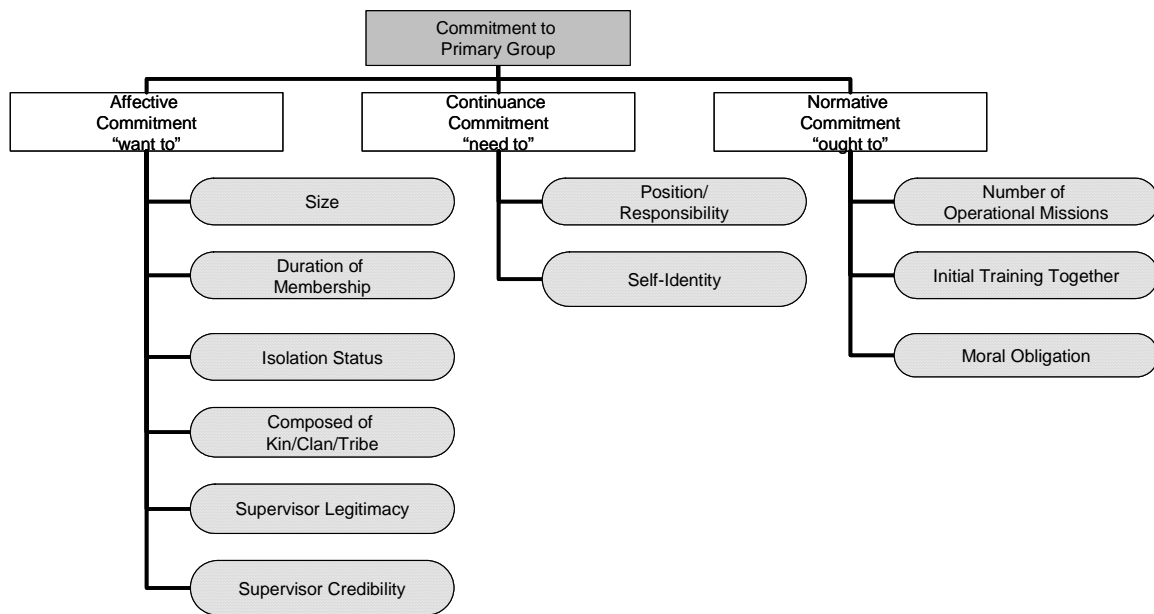 Commitment to
Primary Group
Affective
Commitment
“want to”
Continuance
Commitment
“need to”
Normative
Commitment
“ought to”
Size
Duration of
Membership
Isolation Status
Composed of
Kin/Clan/Tribe
Supervisor Legitimacy
Supervisor Credibility
Position/
Responsibility
Self-Identity
Number of
Operational Missions
Initial Training Together
Moral Obligation